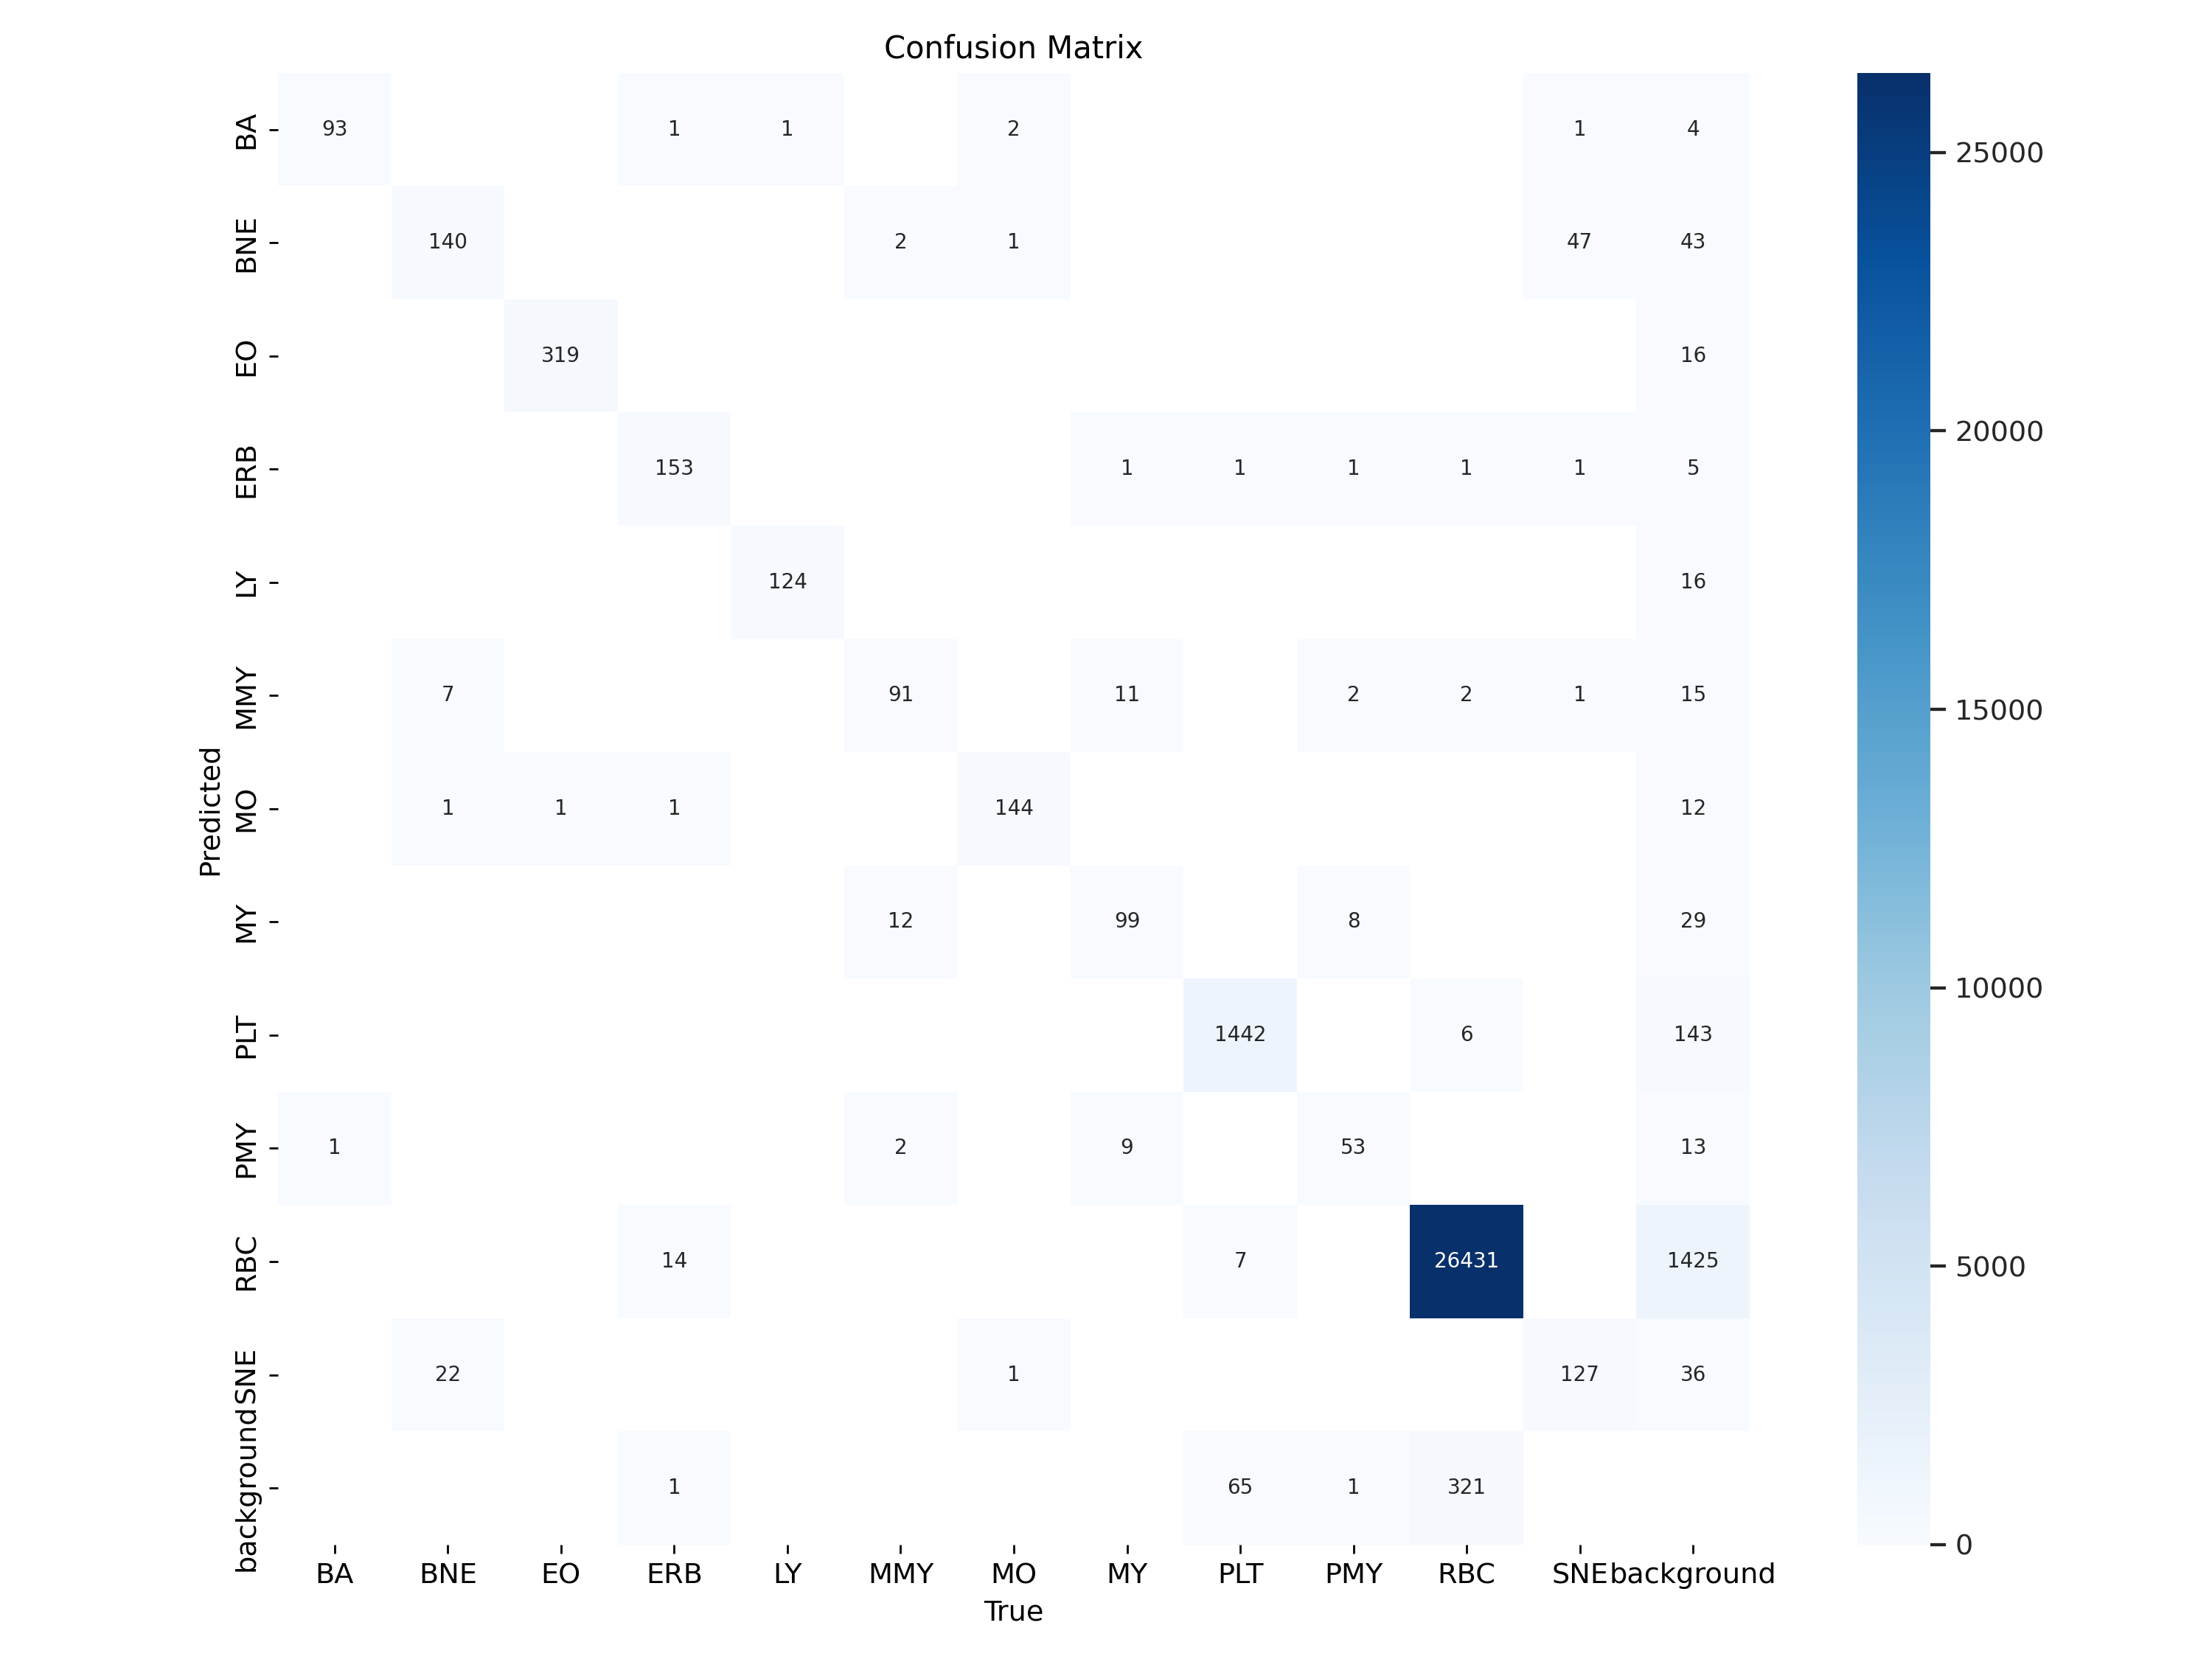 Confusion Matrix
BA 93 1 1 2 1 4
BNE 140 2 1 47 43
EO 319 16
ERB 153 1 1 1 1 1 5
LY 124 16
MMY 7 91 11 2 2 1 15
MO 1 1 1 144 12
MY 12 99 8 29
PLT 1442 6 143
PMY 1 2 9 53 13
RBC 14 7 26431 1425
SNE 22 1 127 36
background 1 65 1 321
BA BNE EO ERB LY MMY MO MY PLT PMY RBC SNE background
True
Predicted
25000
20000
15000
10000
5000
0